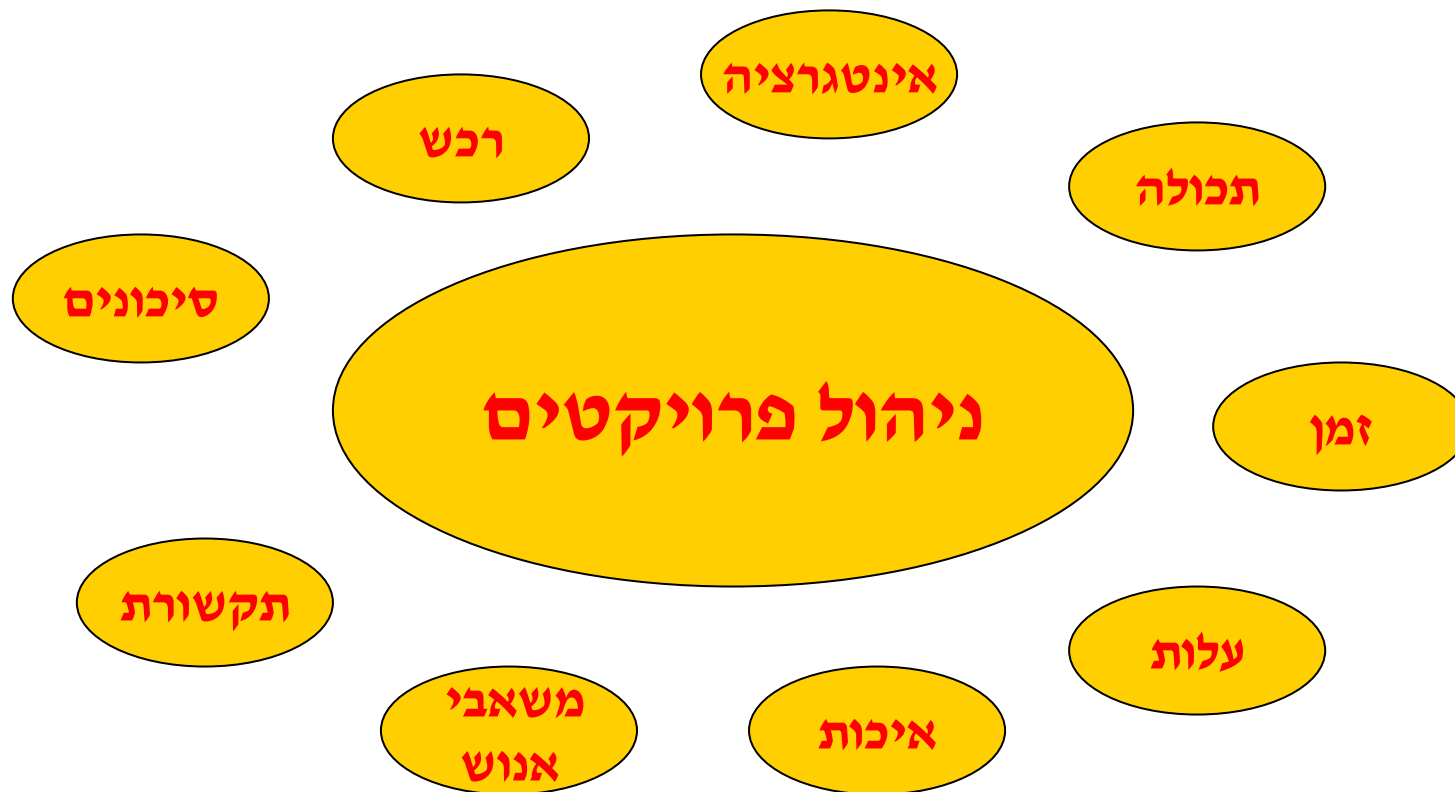 אינטגרציה
רכש
תכולה
סיכונים
ניהול פרויקטים
זמן
תקשורת
עלות
משאבי
אנוש
איכות